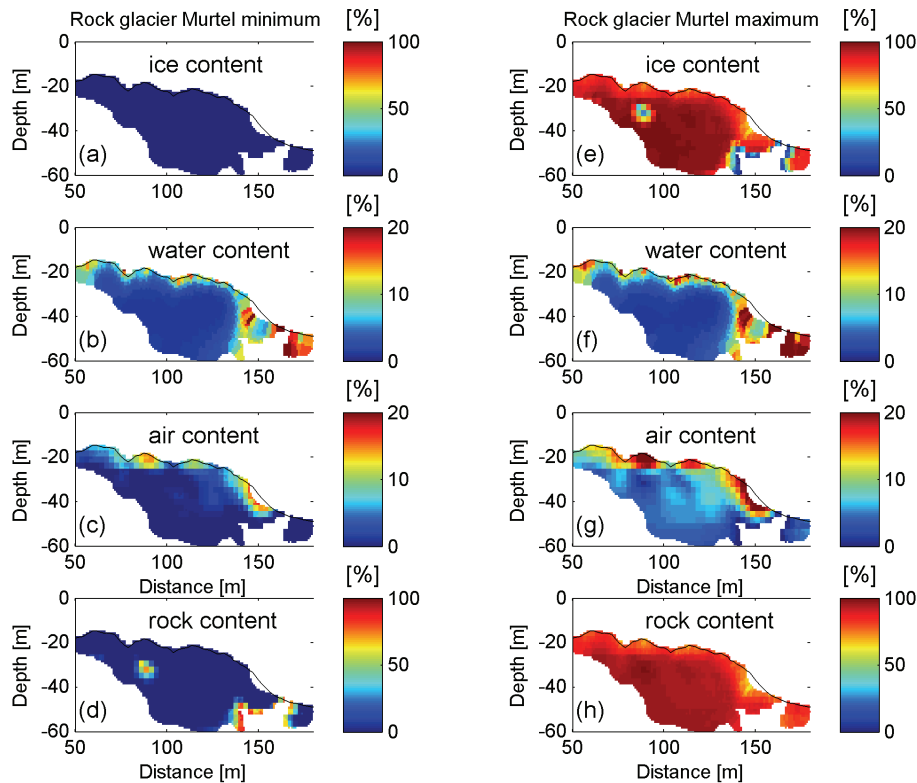 Rock glacier Murtel minimum
[%]
0
ice content
-20
Depth [m]
-40
(a)
-60
50
100
150
100
50
0
[%]
0
water content
-20
Depth [m]
-40
(b)
-60
50
100
150
20
10
0
[%]
0
air content
-20
Depth [m]
-40
(c)
-60
50
100
150
Distance [m]
20
10
0
[%]
0
rock content
-20
Depth [m]
-40
(d)
-60
50
100
150
Distance [m]
100
50
0
Rock glacier Murtel maximum
[%]
0
ice content
-20
Depth [m]
-40
(e)
-60
50
100
150
100
50
0
[%]
0
water content
-20
Depth [m]
-40
(f)
-60
50
100
150
20
10
0
[%]
0
air content
-20
Depth [m]
-40
(g)
-60
50
100
150
Distance [m]
20
10
0
[%]
0
rock content
-20
Depth [m]
-40
(h)
-60
50
100
150
Distance [m]
100
50
0